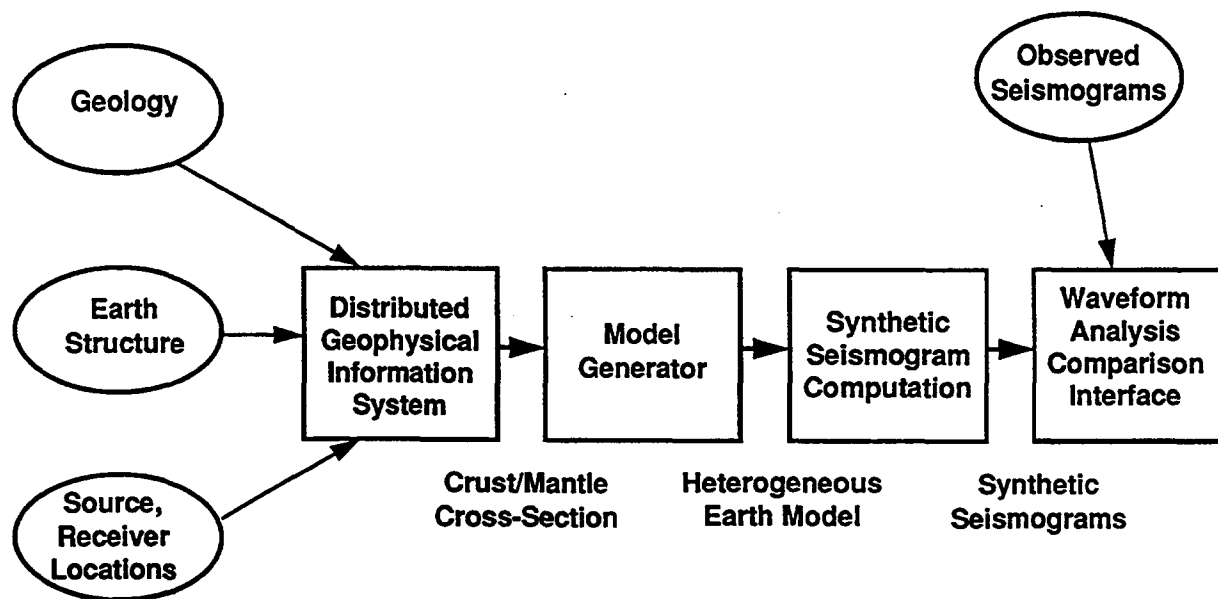 Geology
Observed
Seismograms
Earth
Structure
Distributed
Geophysical
Information
System
Model
Generator
Synthetic
Seismogram
Computation
Waveform
Analysis
Comparison
Interface
Source,
Receiver
Locations
Crust/Mantle
Cross-Section
Heterogeneous
Earth Model
Synthetic
Seismograms